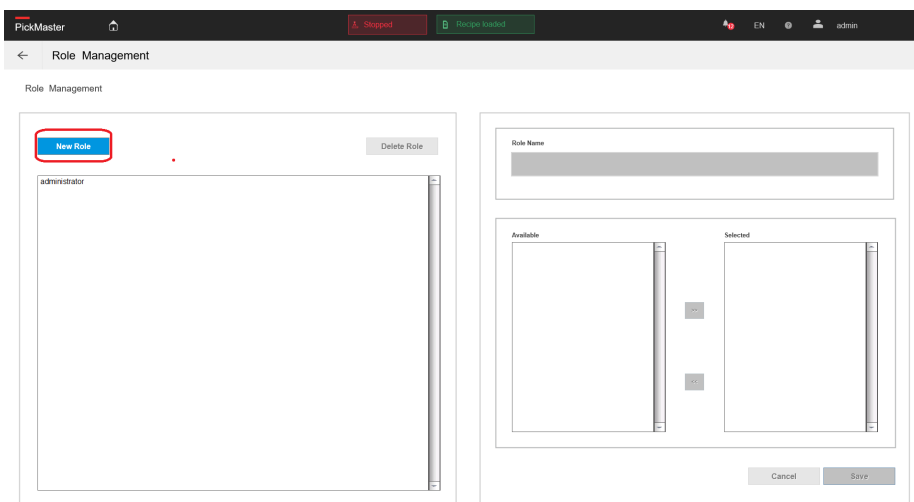 PickMaster
Stopped
Recipe loaded
12
EN
admin
Role Management
Role Management
New Role
Delete Role
administrator
Role Name
Available
Selected
>>
<<
Cancel
Save